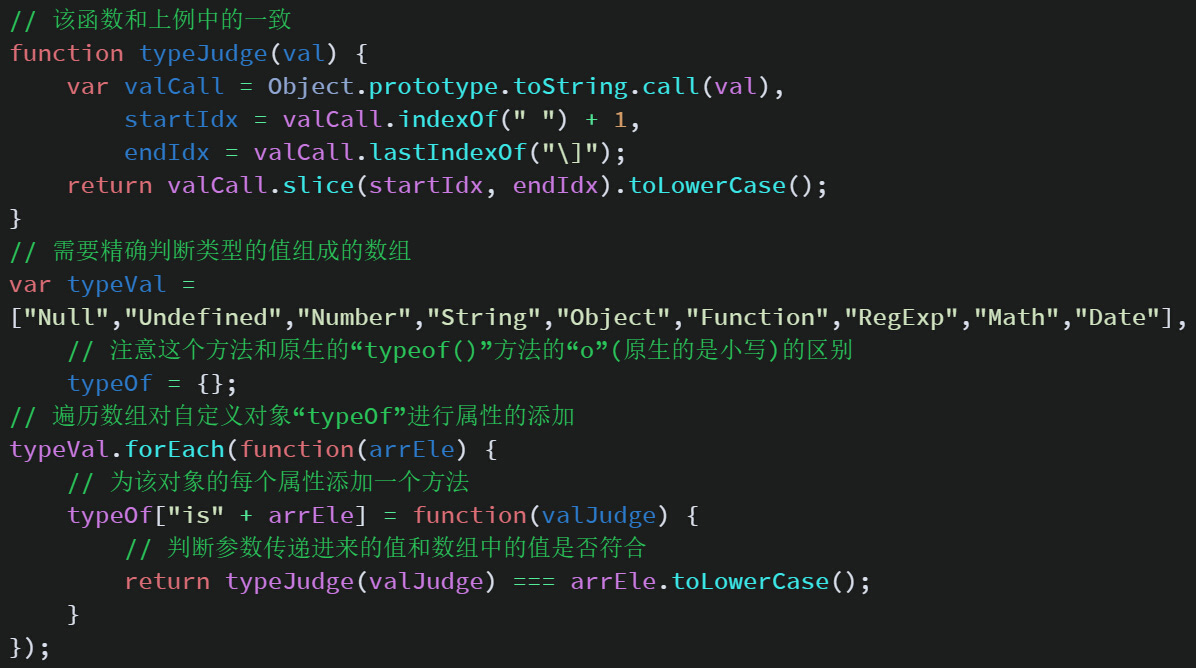 // 该函数和上例中的一致
function typeJudge(val) {
    var valCall = Object.prototype.toString.call(val),
        startIdx = valCall.indexOf(" ") + 1,
        endIdx = valCall.lastIndexOf("\]");
    return valCall.slice(startIdx, endIdx).toLowerCase();
}
// 需要精确判断类型的值组成的数组
var typeVal =
["Null","Undefined","Number","String","Object","Function","RegExp","Math","Date"],
    // 注意这个方法和原生的“typeof()”方法的“o”(原生的是小写)的区别
    typeOf = {};
// 遍历数组对自定义对象“typeOf”进行属性的添加
typeVal.forEach(function(arrEle) {
    // 为该对象的每个属性添加一个方法
    typeOf["is" + arrEle] = function(valJudge) {
        // 判断参数传递进来的值和数组中的值是否符合
        return typeJudge(valJudge) === arrEle.toLowerCase();
    }
});